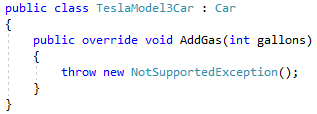 public class TeslaModel3Car : Car
{
    public override void AddGas(int gallons)
    {
        throw new NotSupportedException();
    }
}